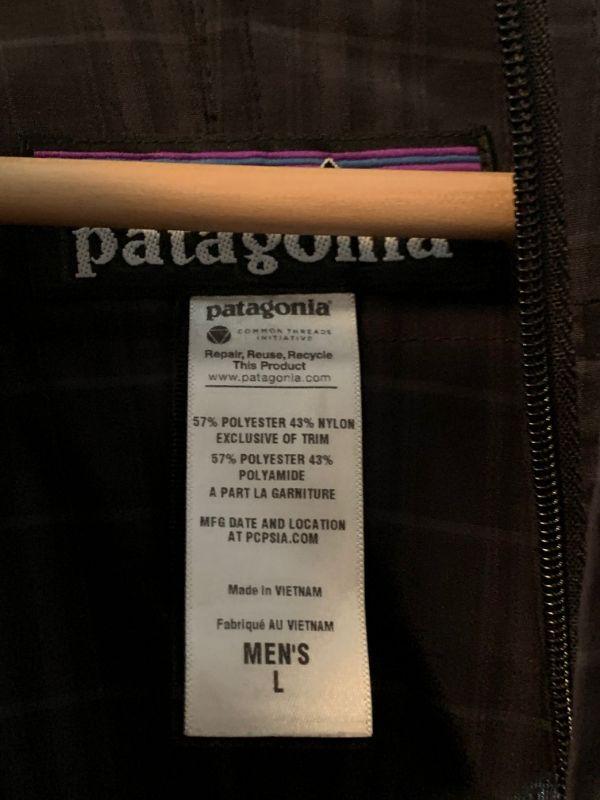 patagonia
patagonia®
COMMON THREADS
INITIATIVE
Repair, Reuse, Recycle
This Product
www.patagonia.com
57% POLYESTER 43% NYLON
EXCLUSIVE OF TRIM
57% POLYESTER 43%
POLYAMIDE
A PART LA GARNITURE
MFG DATE AND LOCATION
AT PCPSIA.COM
Made in VIETNAM
Fabriqué AU VIETNAM
MEN'S
L